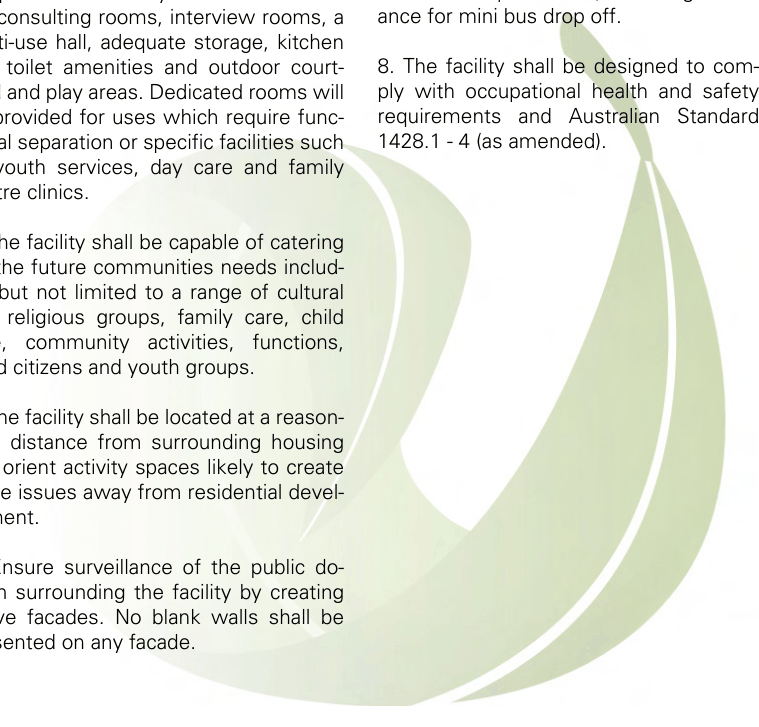 consulting rooms, interview rooms, a
ti-use hall, adequate storage, kitchen
toilet amenities and outdoor court-
and play areas. Dedicated rooms will
provided for uses which require func-
al separation or specific facilities such
youth services, day care and family
tre clinics.
he facility shall be capable of catering
the future communities needs includ-
but not limited to a range of cultural
religious groups, family care, child
community activities, functions,
d citizens and youth groups.
he facility shall be located at a reason-
distance from surrounding housing
orient activity spaces likely to create
e issues away from residential devel-
ment.
Ensure surveillance of the public do-
n surrounding the facility by creating
ve facades. No blank walls shall be
sented on any facade.
ance for mini bus drop off.
8. The facility shall be designed to com-
ply with occupational health and safety
requirements and Australian Standard
1428.1 - 4 (as amended).